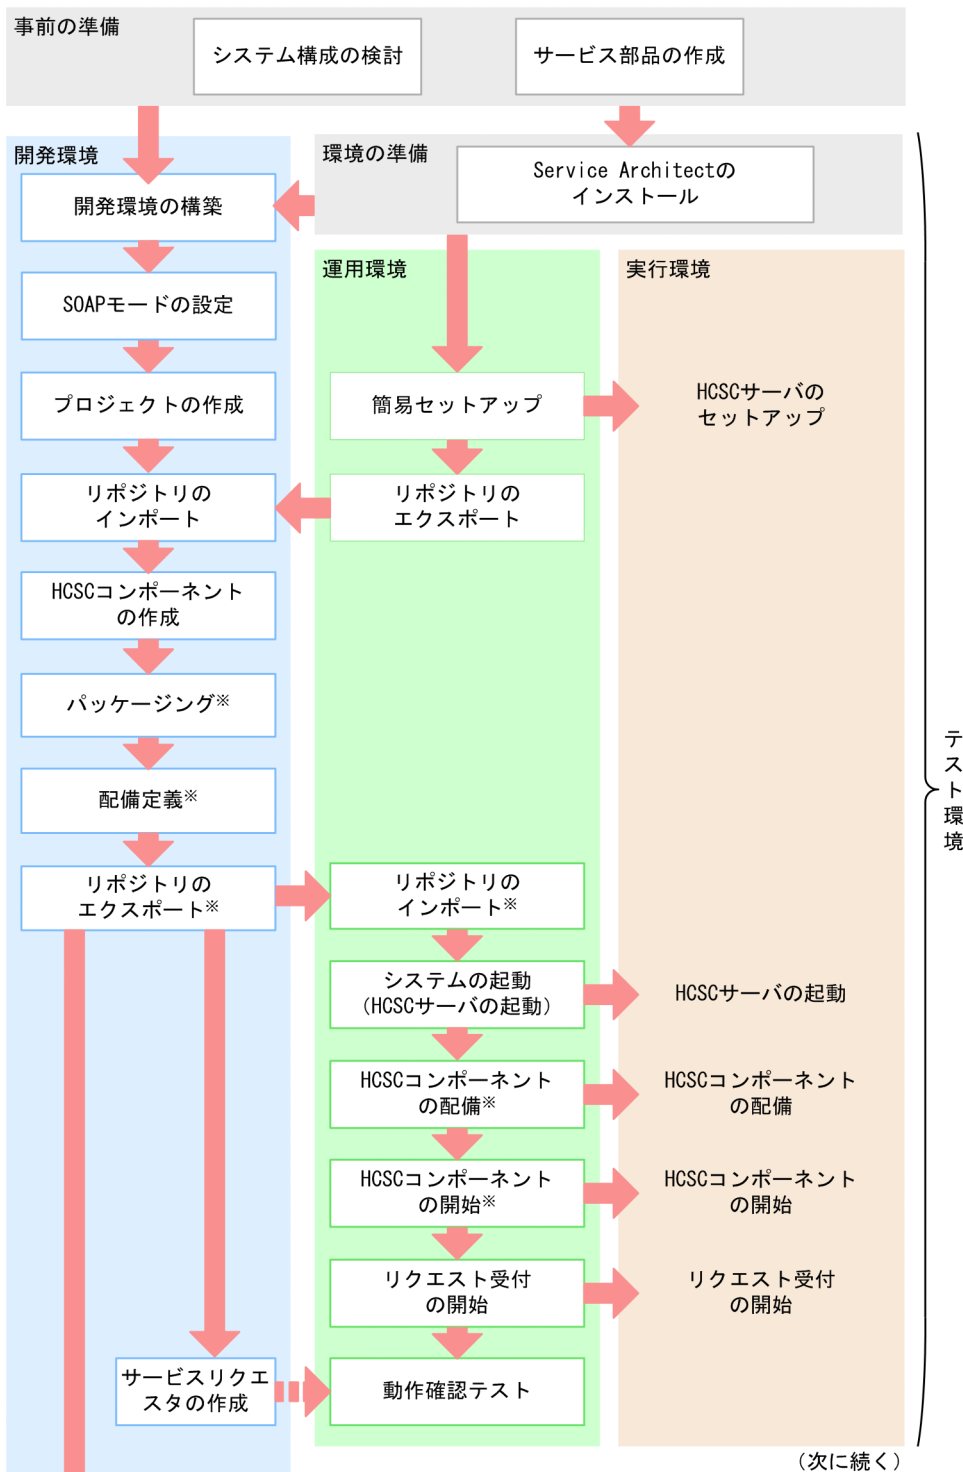 事前の準備
システム構成の検討
サービス部品の作成
開発環境
環境の準備
Service Architectの
インストール
開発環境の構築
運用環境
実行環境
SOAPモードの設定
プロジェクトの作成
簡易セットアップ
HCSCサーバの
セットアップ
リポジトリの
インポート
リポジトリの
エクスポート
HCSCコンポーネント
の作成
パッケージング※
配備定義※
リポジトリの
エクスポート※
リポジトリの
インポート※
システムの起動
(HCSCサーバの起動)
HCSCサーバの起動
HCSCコンポーネント
の配備※
HCSCコンポーネント
の配備
HCSCコンポーネント
の開始※
HCSCコンポーネント
の開始
リクエスト受付
の開始
リクエスト受付
の開始
サービスリクエ
スタの作成
動作確認テスト
テスト環境
(次に続く)